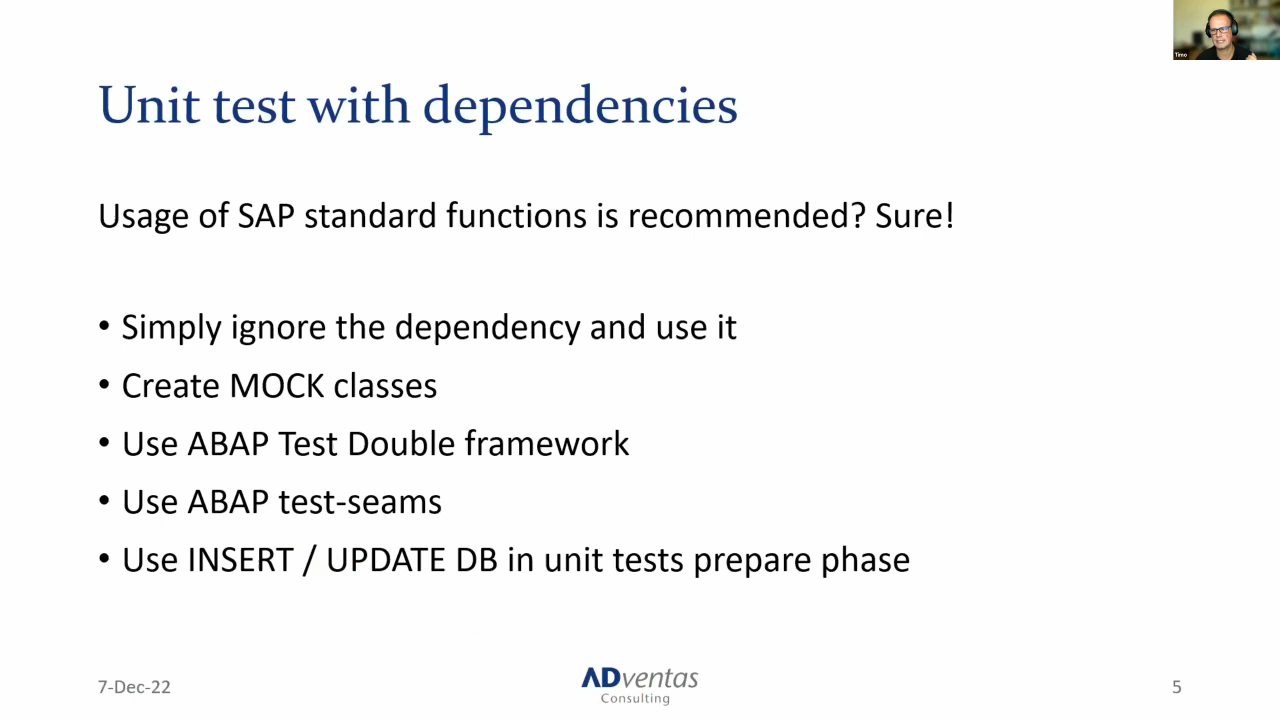 Timo
Unit test with dependencies
Usage of SAP standard functions is recommended? Sure!
• Simply ignore the dependency and use it
• Create MOCK classes
• Use ABAP Test Double framework
• Use ABAP test-seams
• Use INSERT / UPDATE DB in unit tests prepare phase
7-Dec-22
ADventas
Consulting
5